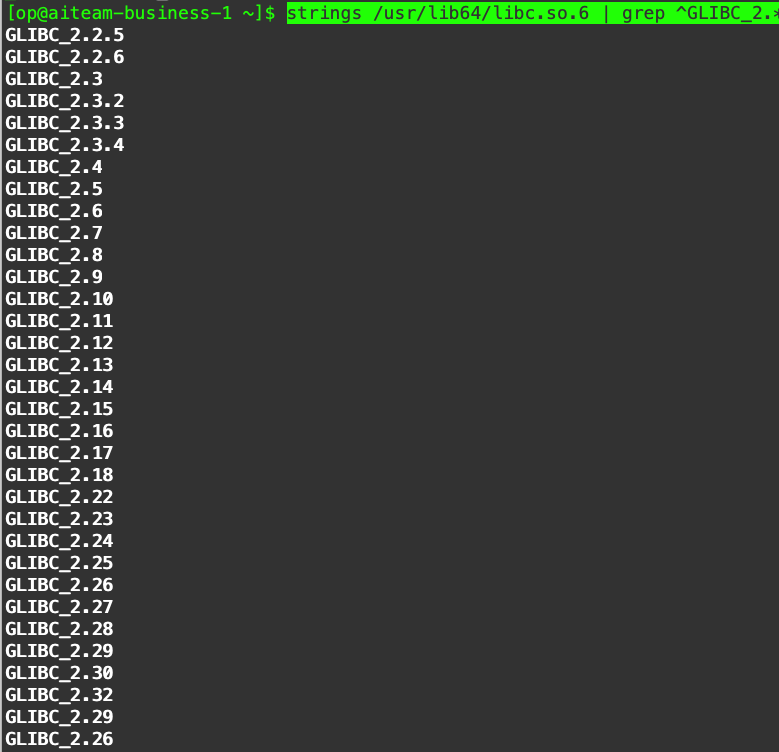 [op@aiteam-business-1 ~]$ strings /usr/lib64/libc.so.6 | grep ^GLIBC_2.*
GLIBC_2.2.5
GLIBC_2.2.6
GLIBC_2.3
GLIBC_2.3.2
GLIBC_2.3.3
GLIBC_2.3.4
GLIBC_2.4
GLIBC_2.5
GLIBC_2.6
GLIBC_2.7
GLIBC_2.8
GLIBC_2.9
GLIBC_2.10
GLIBC_2.11
GLIBC_2.12
GLIBC_2.13
GLIBC_2.14
GLIBC_2.15
GLIBC_2.16
GLIBC_2.17
GLIBC_2.18
GLIBC_2.22
GLIBC_2.23
GLIBC_2.24
GLIBC_2.25
GLIBC_2.26
GLIBC_2.27
GLIBC_2.28
GLIBC_2.29
GLIBC_2.30
GLIBC_2.32
GLIBC_2.29
GLIBC_2.26